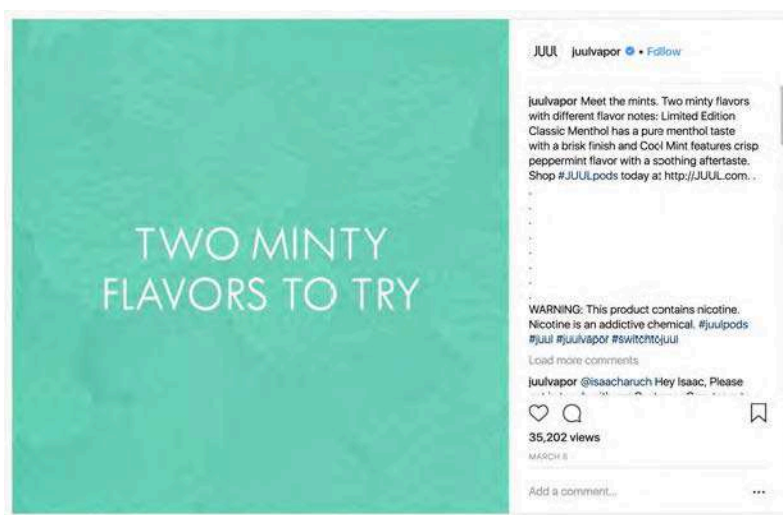 TWO MINTY
FLAVORS TO TRY
JUUL juulvapor • Follow
juulvapor Meet the mints. Two minty flavors
with different flavor notes: Limited Edition
Classic Menthol has a pure menthol taste
with a brisk finish and Cool Mint features crisp
peppermint flavor with a soothing aftertaste.
Shop #JUULpods today at http://JUUL.com. .
.
.
.
.
.
.
.
.
WARNING: This product contains nicotine.
Nicotine is an addictive chemical. #juulpods
#juul #juulvapor #switchtojuul
Load more comments
juulvapor @isaacharuch Hey Isaac, Please
35,202 views
MARCH 6
Add a comment...